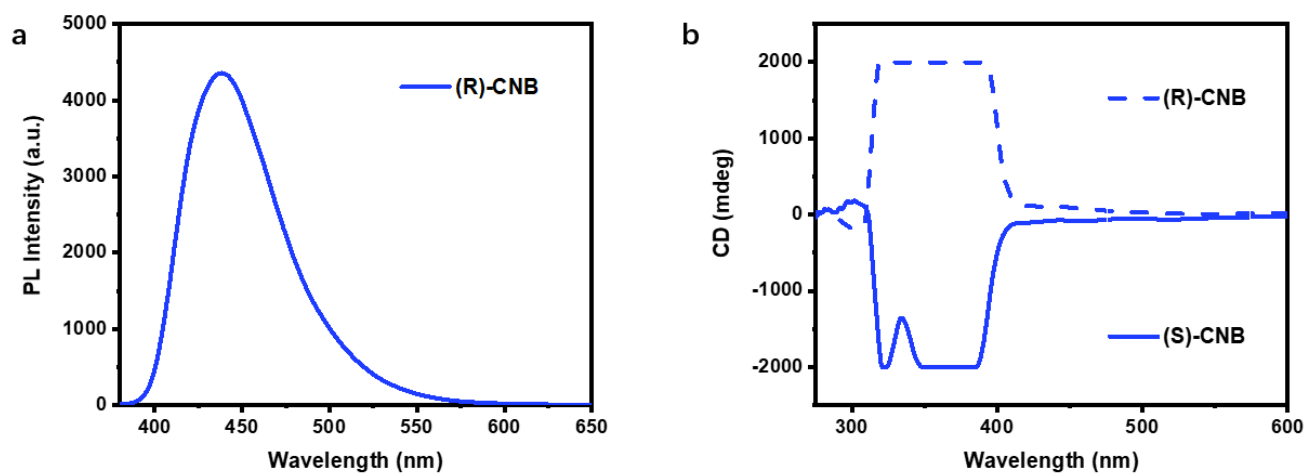 a
5000
4000
3000
2000
1000
0
PL Intensity (a.u.)
(R)-CNB
400 450 500 550 600 650
Wavelength (nm)
b
2000
1000
0
-1000
-2000
CD (mdeg)
(R)-CNB
(S)-CNB
300 400 500 600
Wavelength (nm)